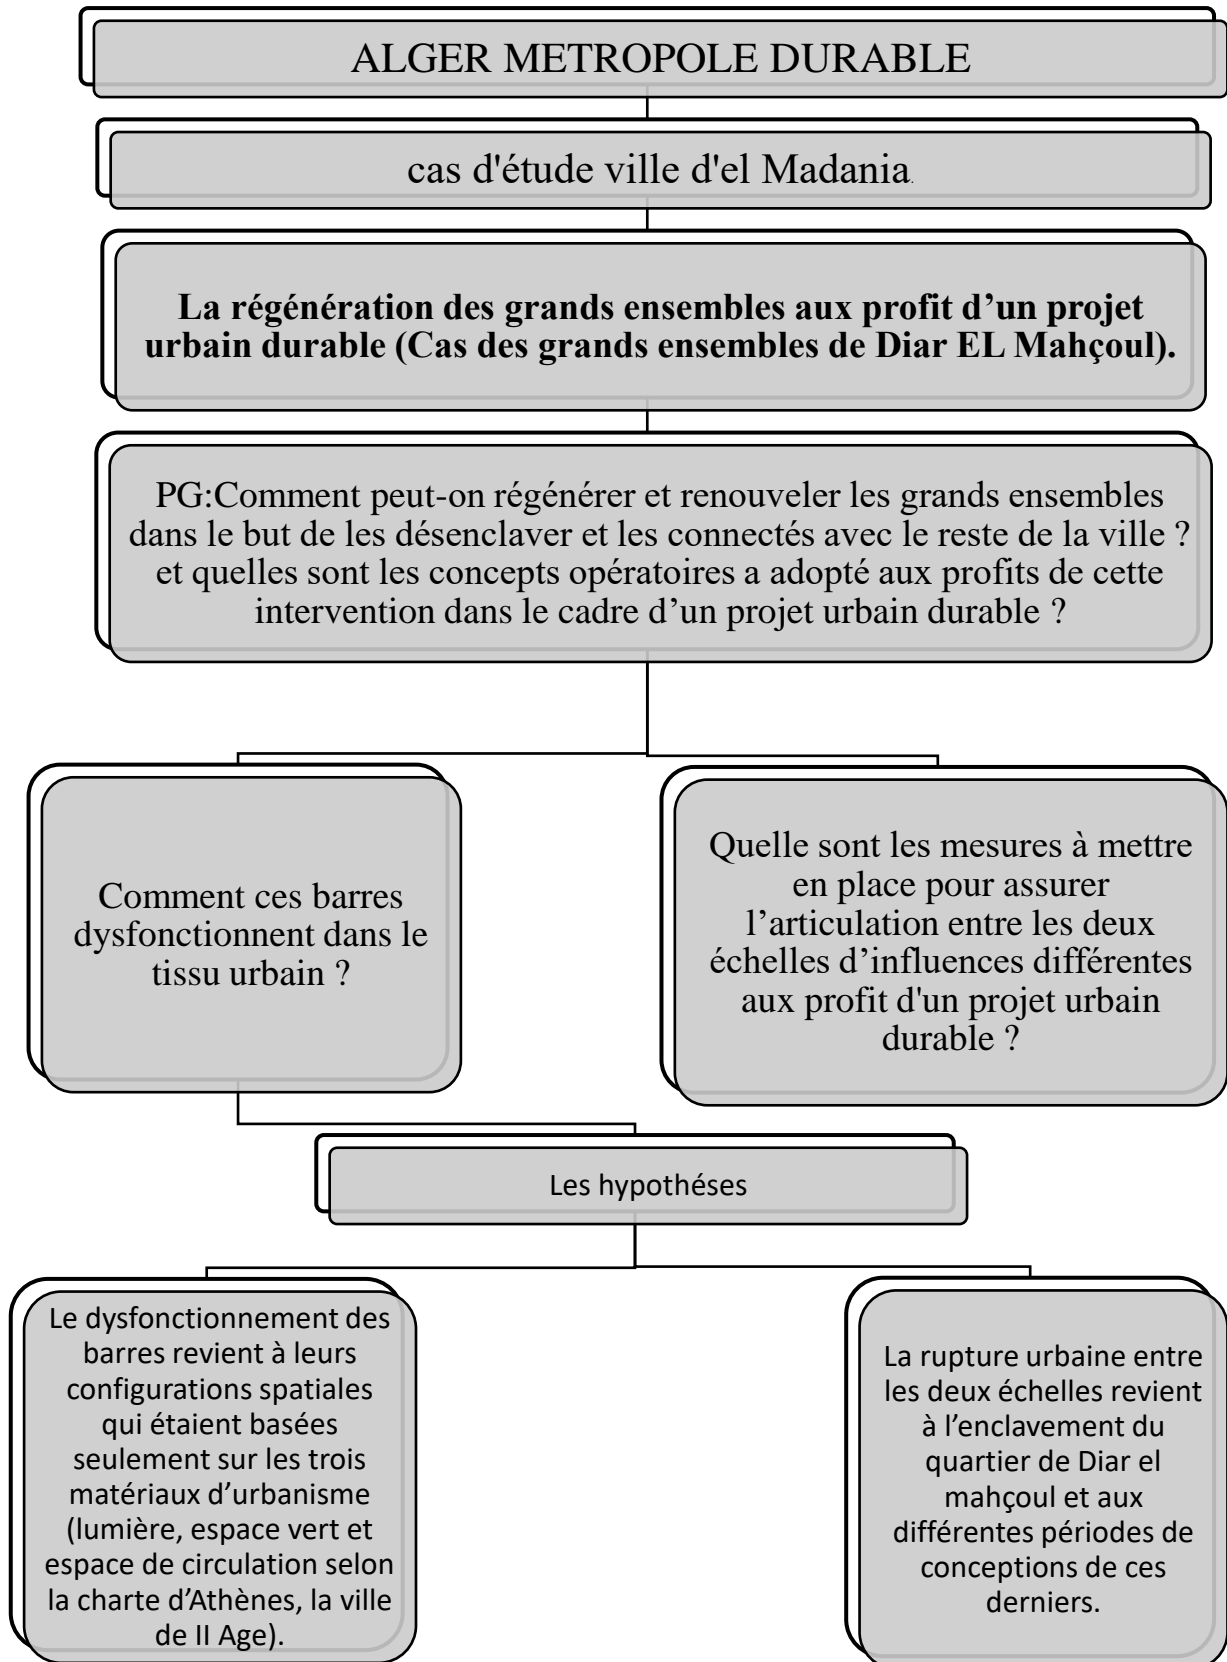 ALGER METROPOLE DURABLE
cas d'étude ville d'el Madania.
La régénération des grands ensembles aux profit d’un projet
urbain durable (Cas des grands ensembles de Diar EL Mahçoul).
PG:Comment peut-on régénérer et renouveler les grands ensembles
dans le but de les désenclaver et les connectés avec le reste de la ville ?
et quelles sont les concepts opératoires a adopté aux profits de cette
intervention dans le cadre d’un projet urbain durable ?
Comment ces barres
dysfonctionnent dans le
tissu urbain ?
Quelle sont les mesures à mettre
en place pour assurer
l’articulation entre les deux
échelles d’influences différentes
aux profit d'un projet urbain
durable ?
Les hypothéses
Le dysfonctionnement des
barres revient à leurs
configurations spatiales
qui étaient basées
seulement sur les trois
matériaux d’urbanisme
(lumière, espace vert et
espace de circulation selon
la charte d’Athènes, la ville
de II Age).
La rupture urbaine entre
les deux échelles revient
à l’enclavement du
quartier de Diar el
mahçoul et aux
différentes périodes de
conceptions de ces
derniers.